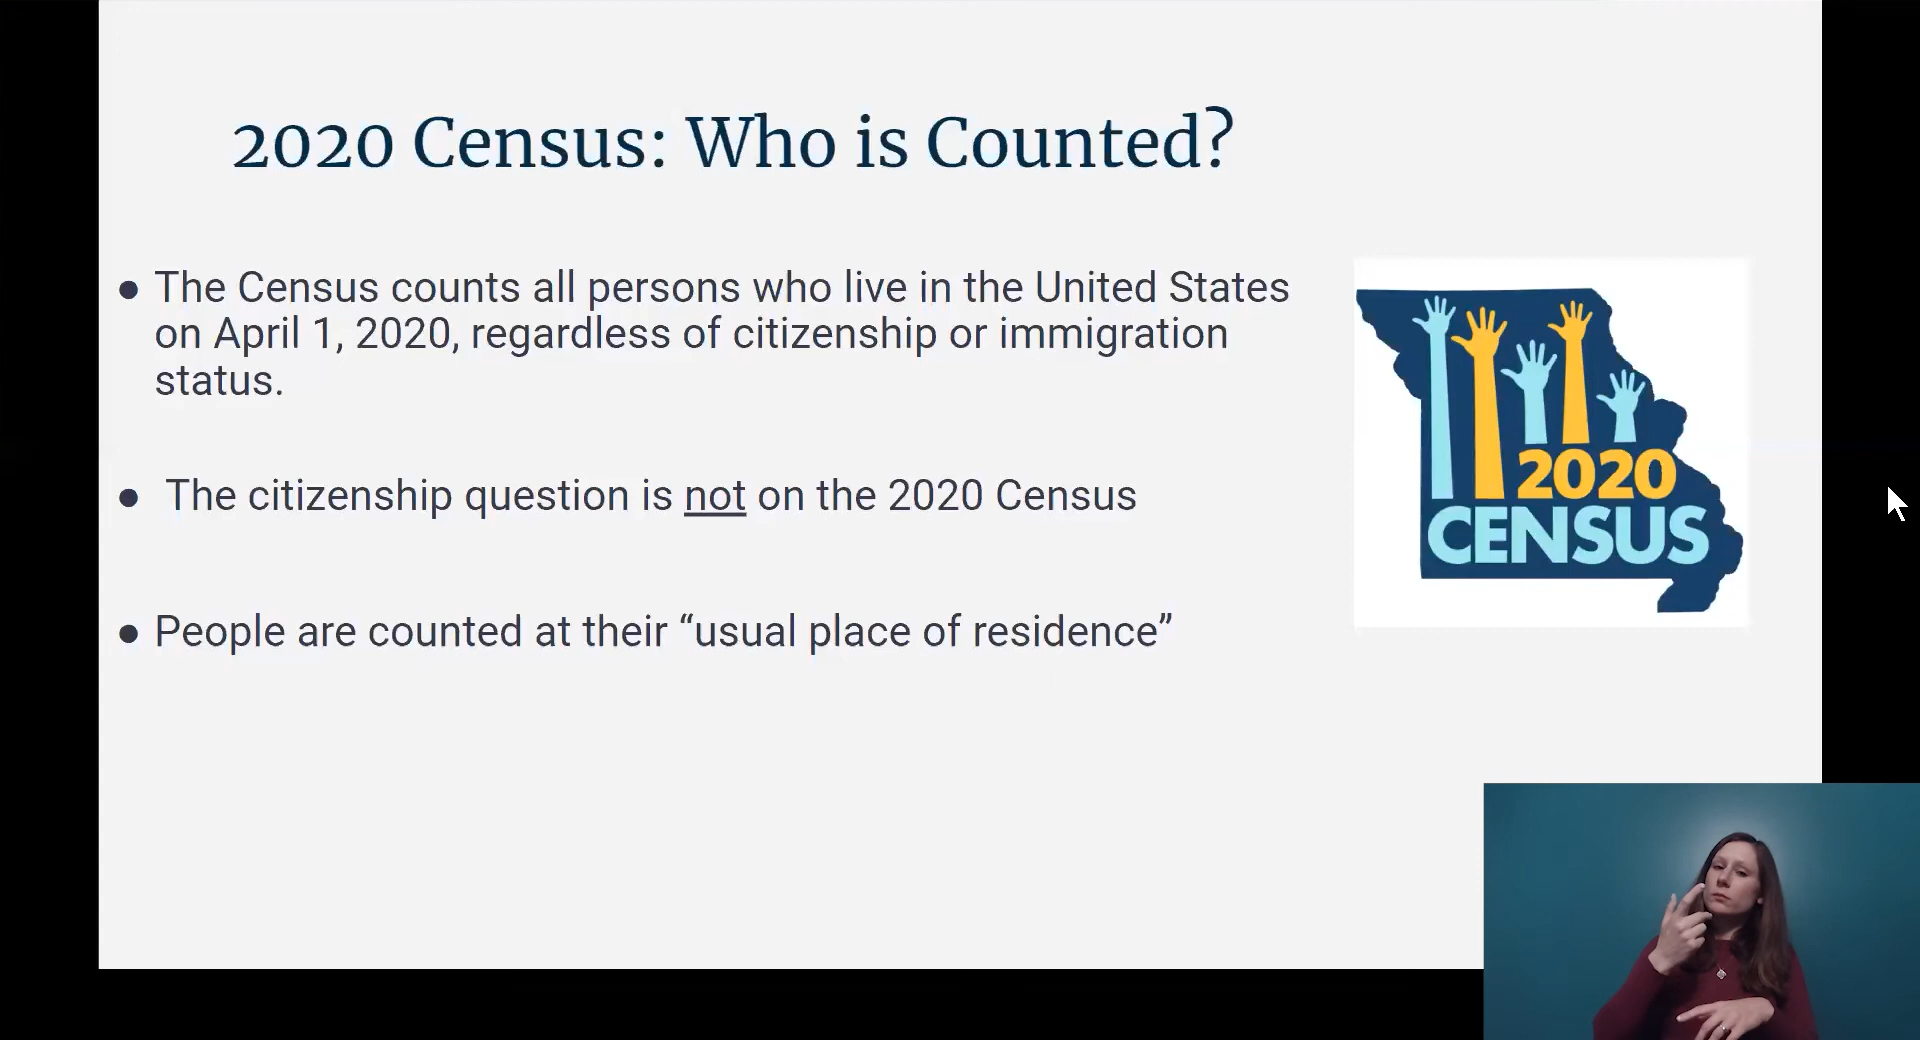 2020 Census: Who is Counted?
● The Census counts all persons who live in the United States
on April 1, 2020, regardless of citizenship or immigration
status.
● The citizenship question is not on the 2020 Census
● People are counted at their “usual place of residence”
2020
CENSUS